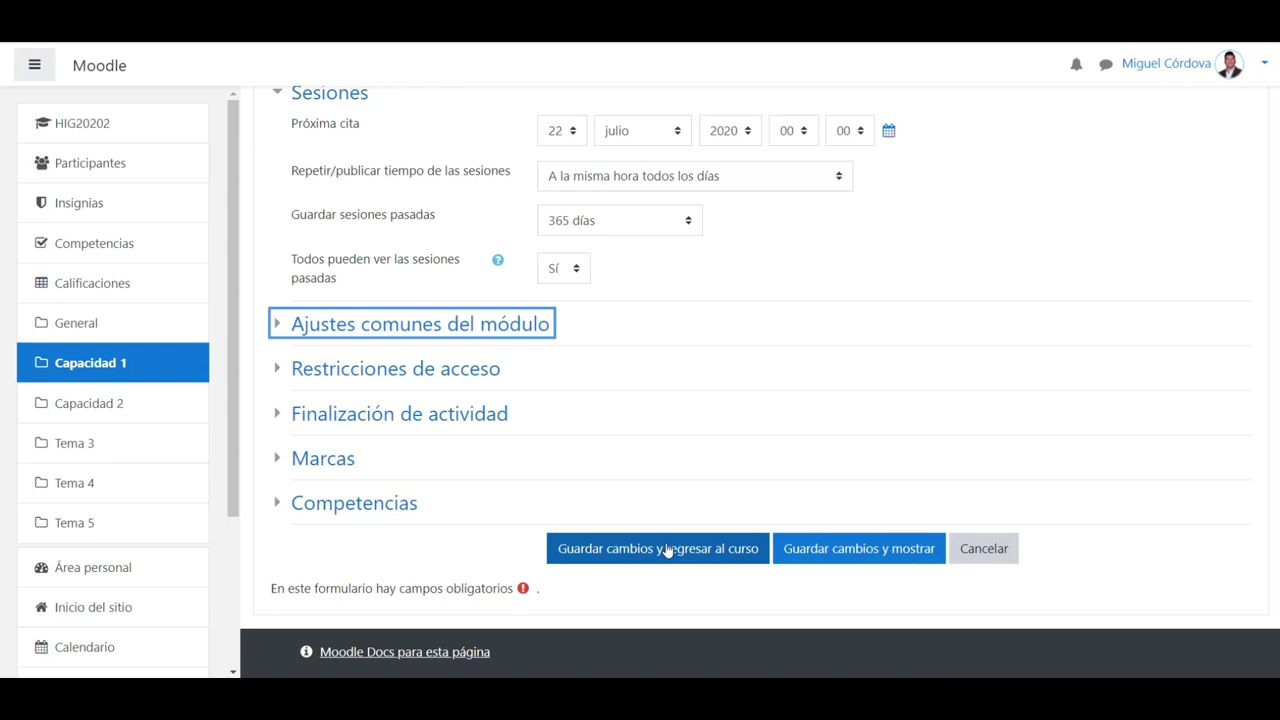 Moodle
Miguel Córdova
HIG20202
Participantes
Insignias
Competencias
Calificaciones
General
Capacidad 1
Capacidad 2
Tema 3
Tema 4
Tema 5
Área personal
Inicio del sitio
Calendario
Sesiones
Próxima cita
22 julio 2020 00 00
Repetir/publicar tiempo de las sesiones
A la misma hora todos los días
Guardar sesiones pasadas
365 días
Todos pueden ver las sesiones
pasadas
Sí
Ajustes comunes del módulo
Restricciones de acceso
Finalización de actividad
Marcas
Competencias
Guardar cambios y regresar al curso
Guardar cambios y mostrar
Cancelar
En este formulario hay campos obligatorios .
Moodle Docs para esta página